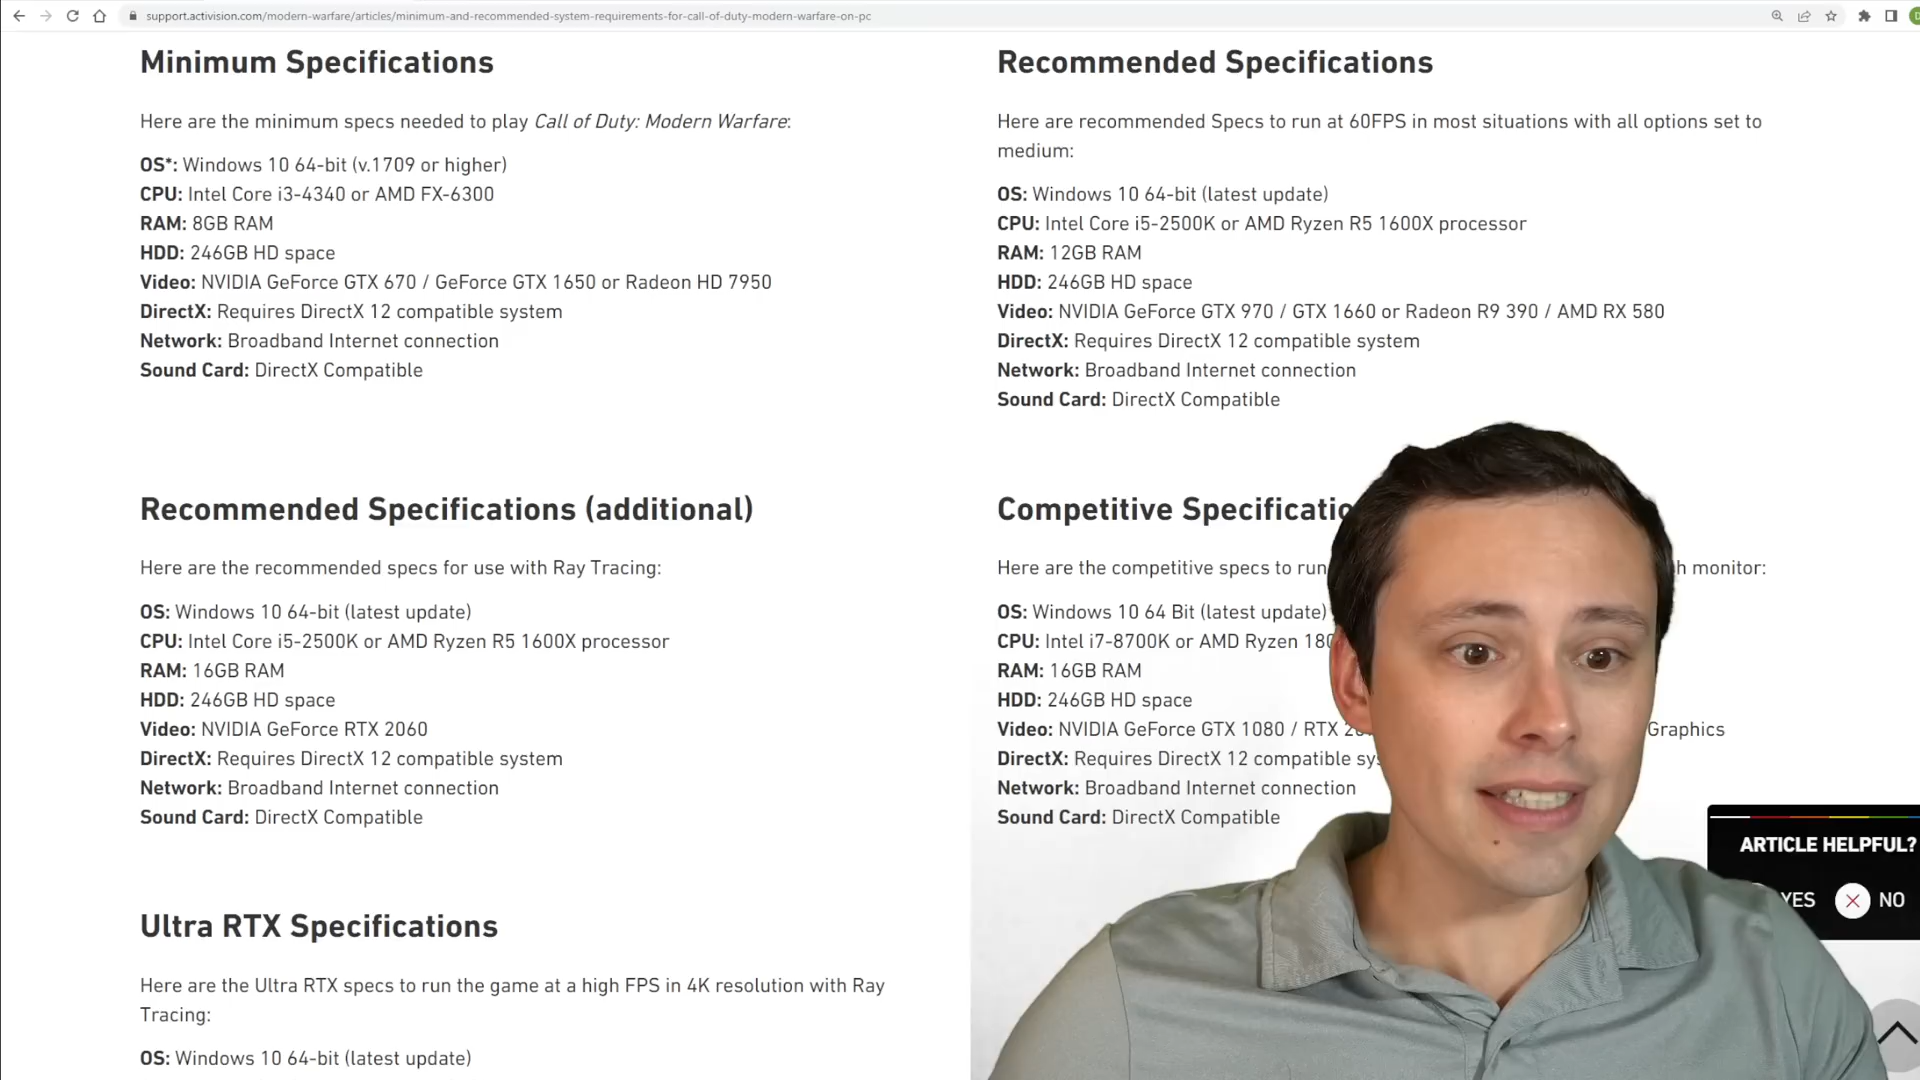 support.activision.com/modern-warfare/articles/minimum-and-recommended-system-requirements-for-call-of-duty-modern-warfare-on-pc
Minimum Specifications
Here are the minimum specs needed to play Call of Duty: Modern Warfare:
OS*: Windows 10 64-bit (v.1709 or higher)
CPU: Intel Core i3-4340 or AMD FX-6300
RAM: 8GB RAM
HDD: 246GB HD space
Video: NVIDIA GeForce GTX 670 / GeForce GTX 1650 or Radeon HD 7950
DirectX: Requires DirectX 12 compatible system
Network: Broadband Internet connection
Sound Card: DirectX Compatible
Recommended Specifications
Here are recommended Specs to run at 60FPS in most situations with all options set to
medium:
OS: Windows 10 64-bit (latest update)
CPU: Intel Core i5-2500K or AMD Ryzen R5 1600X processor
RAM: 12GB RAM
HDD: 246GB HD space
Video: NVIDIA GeForce GTX 970 / GTX 1660 or Radeon R9 390 / AMD RX 580
DirectX: Requires DirectX 12 compatible system
Network: Broadband Internet connection
Sound Card: DirectX Compatible
Recommended Specifications (additional)
Here are the recommended specs for use with Ray Tracing:
OS: Windows 10 64-bit (latest update)
CPU: Intel Core i5-2500K or AMD Ryzen R5 1600X processor
RAM: 16GB RAM
HDD: 246GB HD space
Video: NVIDIA GeForce RTX 2060
DirectX: Requires DirectX 12 compatible system
Network: Broadband Internet connection
Sound Card: DirectX Compatible
Competitive
Here are the competitive specs to run monitor:
OS: Windows 10 64 Bit (latest update)
CPU: Intel i7-8700K or AMD Ryzen
RAM: 16GB RAM
HDD: 246GB HD space
Video: NVIDIA GeForce GTX 1080 / RTX Graphics
DirectX: Requires DirectX 12 compatible
Network: Broadband Internet connection
Sound Card: DirectX Compatible
Ultra RTX Specifications
Here are the Ultra RTX specs to run the game at a high FPS in 4K resolution with Ray
Tracing:
OS: Windows 10 64-bit (latest update)
ARTICLE HELPFUL?
YES NO